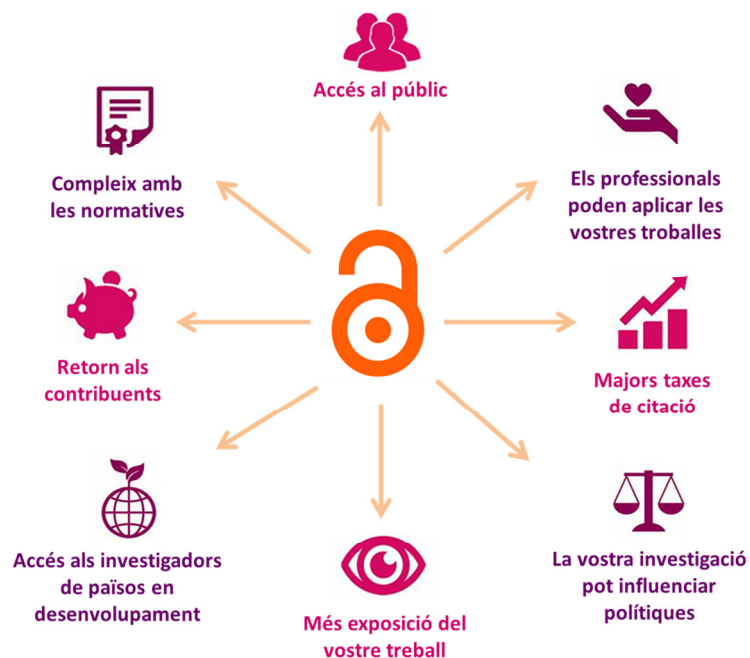 Accés al públic
Compleix amb
les normatives
Els professionals
poden aplicar les
vostres troballes
Retorn als
contribuents
Majors taxes
de citació
Accés als investigadors
de països en
desenvolupament
Més exposició del
vostre treball
La vostra investigació
pot influenciar
polítiques